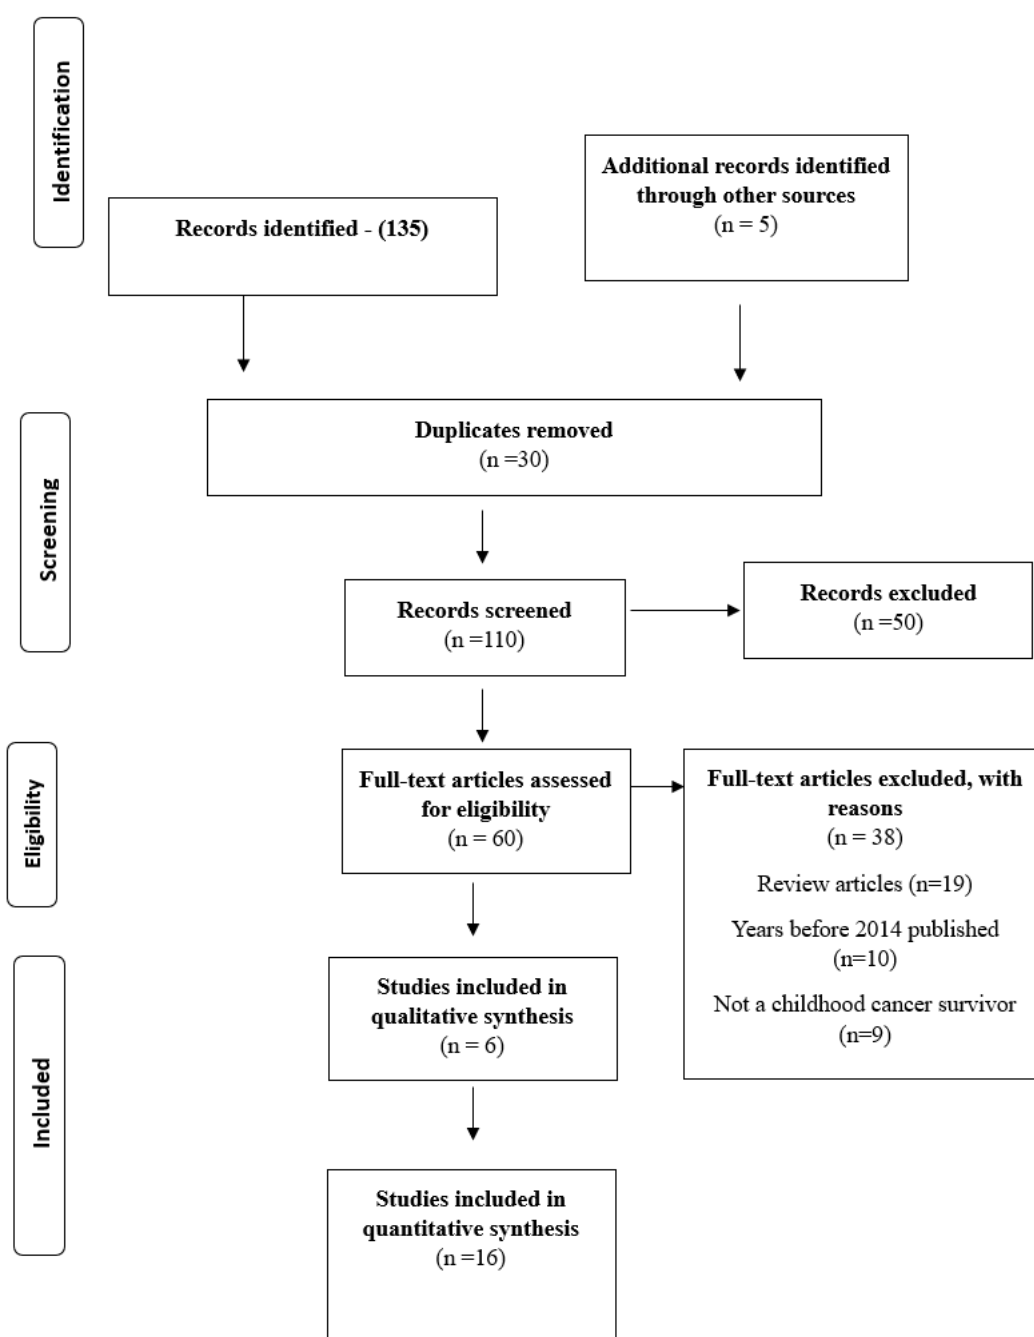 Identification
Records identified - (135)
Additional records identified
through other sources
(n = 5)
Screening
Duplicates removed
(n =30)
Records screened
(n =110)
Records excluded
(n =50)
Eligibility
Full-text articles assessed
for eligibility
(n = 60)
Full-text articles excluded, with
reasons
(n = 38)
Review articles (n=19)
Years before 2014 published
(n=10)
Not a childhood cancer survivor
(n=9)
Included
Studies included in
qualitative synthesis
(n = 6)
Studies included in
quantitative synthesis
(n =16)